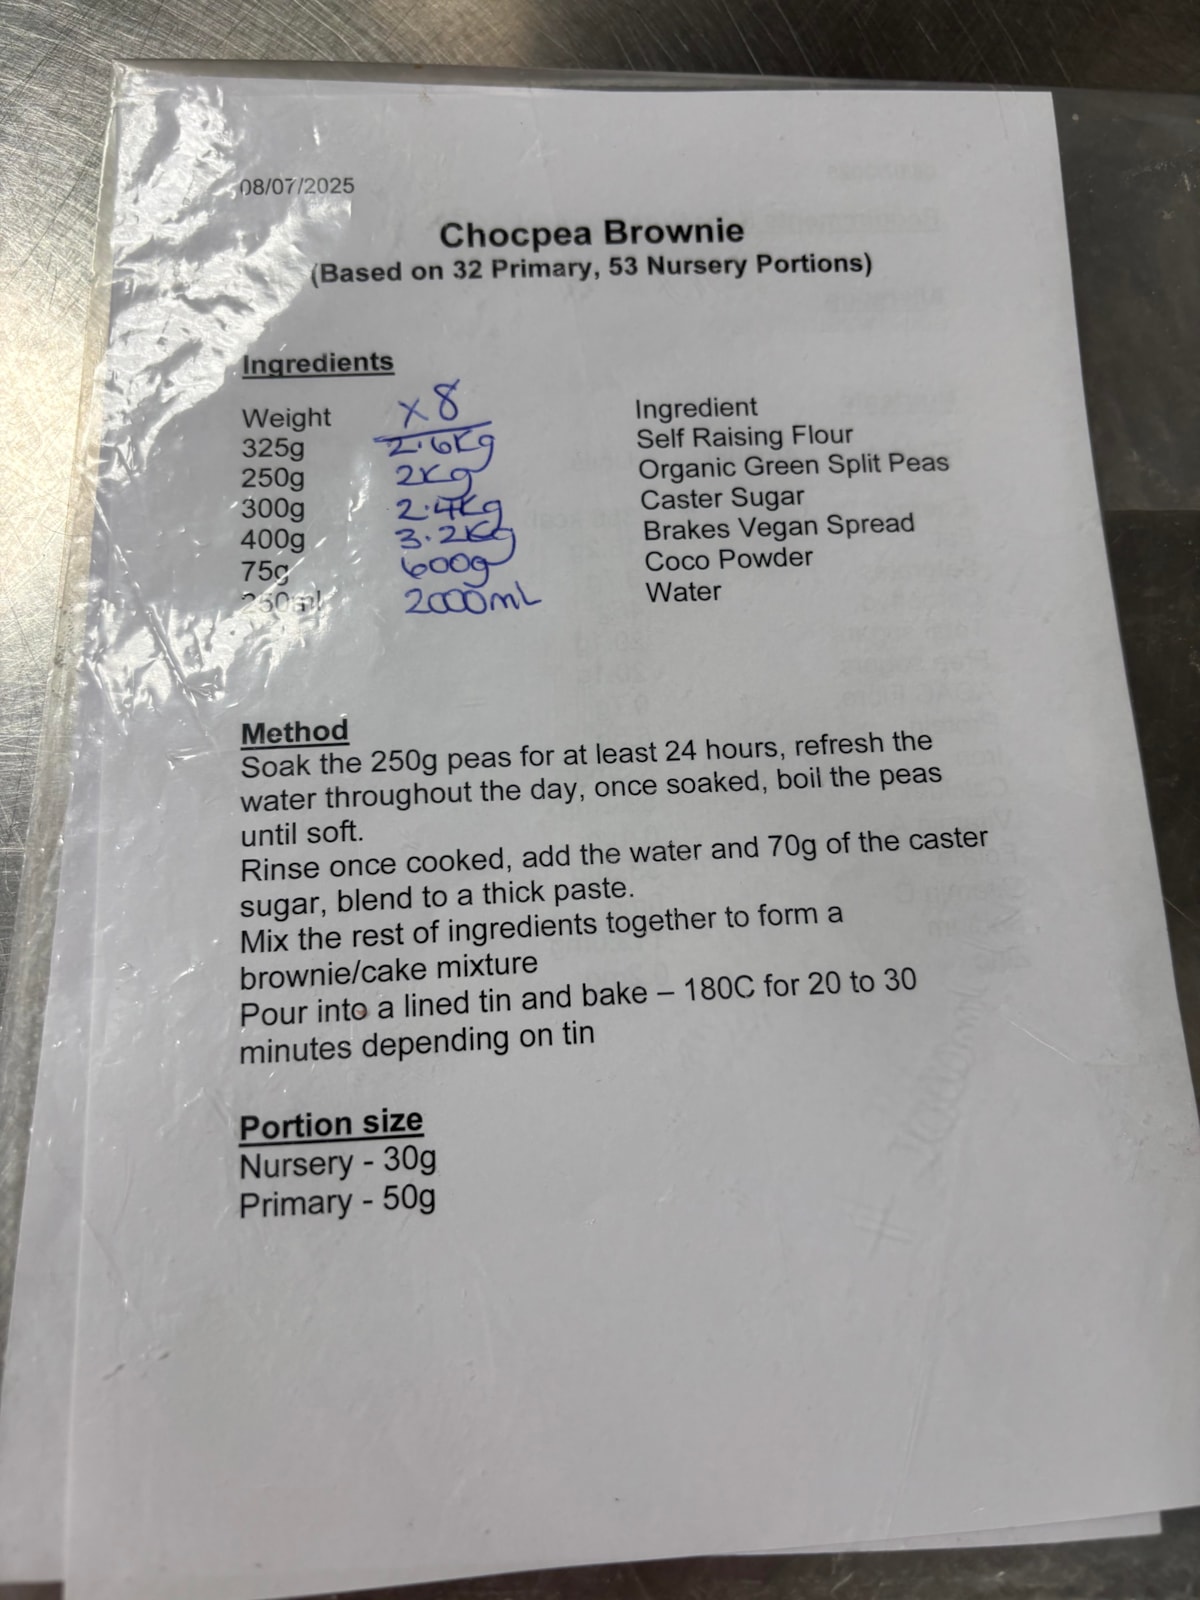 08/07/2025
Chocpea Brownie
(Based on 32 Primary, 53 Nursery Portions)
Ingredients
Weight x 8 Ingredient
325g 2.6Kg Self Raising Flour
250g 2Kg Organic Green Split Peas
300g 2.4Kg Caster Sugar
400g 3.2Kg Brakes Vegan Spread
75g 600g Coco Powder
250ml 2000mL Water
Method
Soak the 250g peas for at least 24 hours, refresh the
water throughout the day, once soaked, boil the peas
until soft.
Rinse once cooked, add the water and 70g of the caster
sugar, blend to a thick paste.
Mix the rest of ingredients together to form a
brownie/cake mixture
Pour into a lined tin and bake – 180C for 20 to 30
minutes depending on tin
Portion size
Nursery - 30g
Primary - 50g